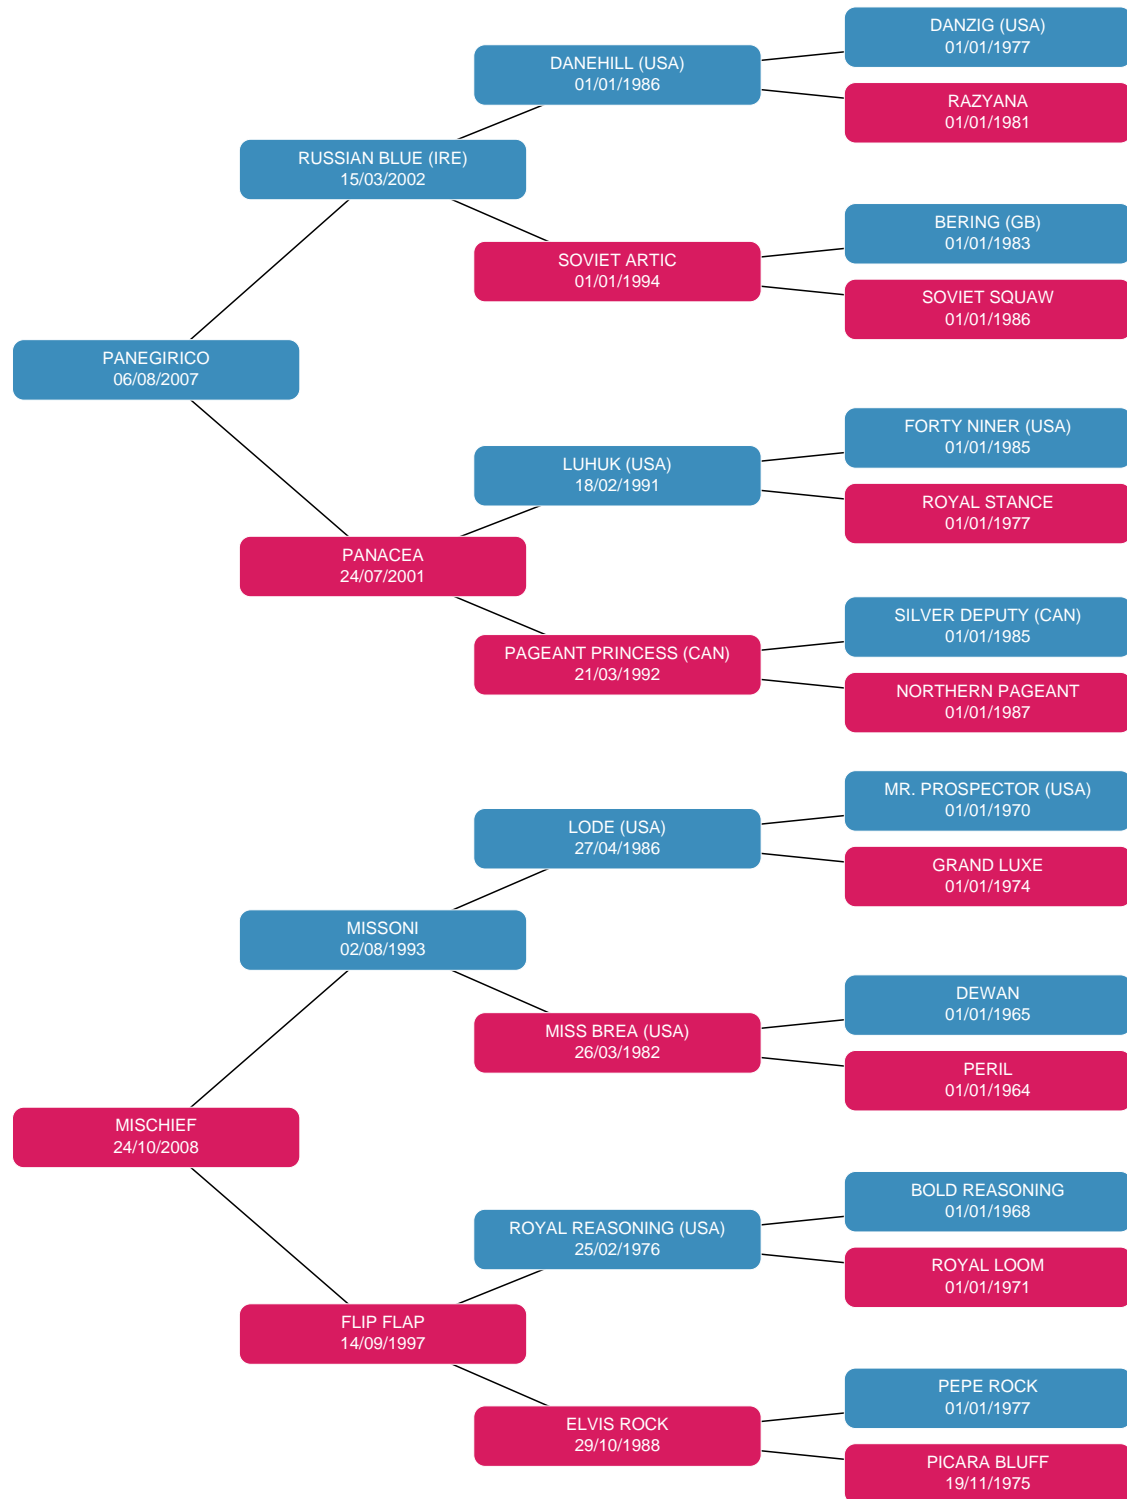 DANZIG (USA)
01/01/1977
DANEHILL (USA)
01/01/1986
RAZYANA
01/01/1981
RUSSIAN BLUE (IRE)
15/03/2002
BERING (GB)
01/01/1983
SOVIET ARTIC
01/01/1994
SOVIET SQUAW
01/01/1986
PANEGIRICO
06/08/2007
FORTY NINER (USA)
01/01/1985
LUHUK (USA)
18/02/1991
ROYAL STANCE
01/01/1977
PANACEA
24/07/2001
SILVER DEPUTY (CAN)
01/01/1985
PAGEANT PRINCESS (CAN)
21/03/1992
NORTHERN PAGEANT
01/01/1987
MR. PROSPECTOR (USA)
01/01/1970
LODE (USA)
27/04/1986
GRAND LUXE
01/01/1974
MISSONI
02/08/1993
DEWAN
01/01/1965
MISS BREA (USA)
26/03/1982
PERIL
01/01/1964
MISCHIEF
24/10/2008
BOLD REASONING
01/01/1968
ROYAL REASONING (USA)
25/02/1976
ROYAL LOOM
01/01/1971
FLIP FLAP
14/09/1997
PEPE ROCK
01/01/1977
ELVIS ROCK
29/10/1988
PICARA BLUFF
19/11/1975